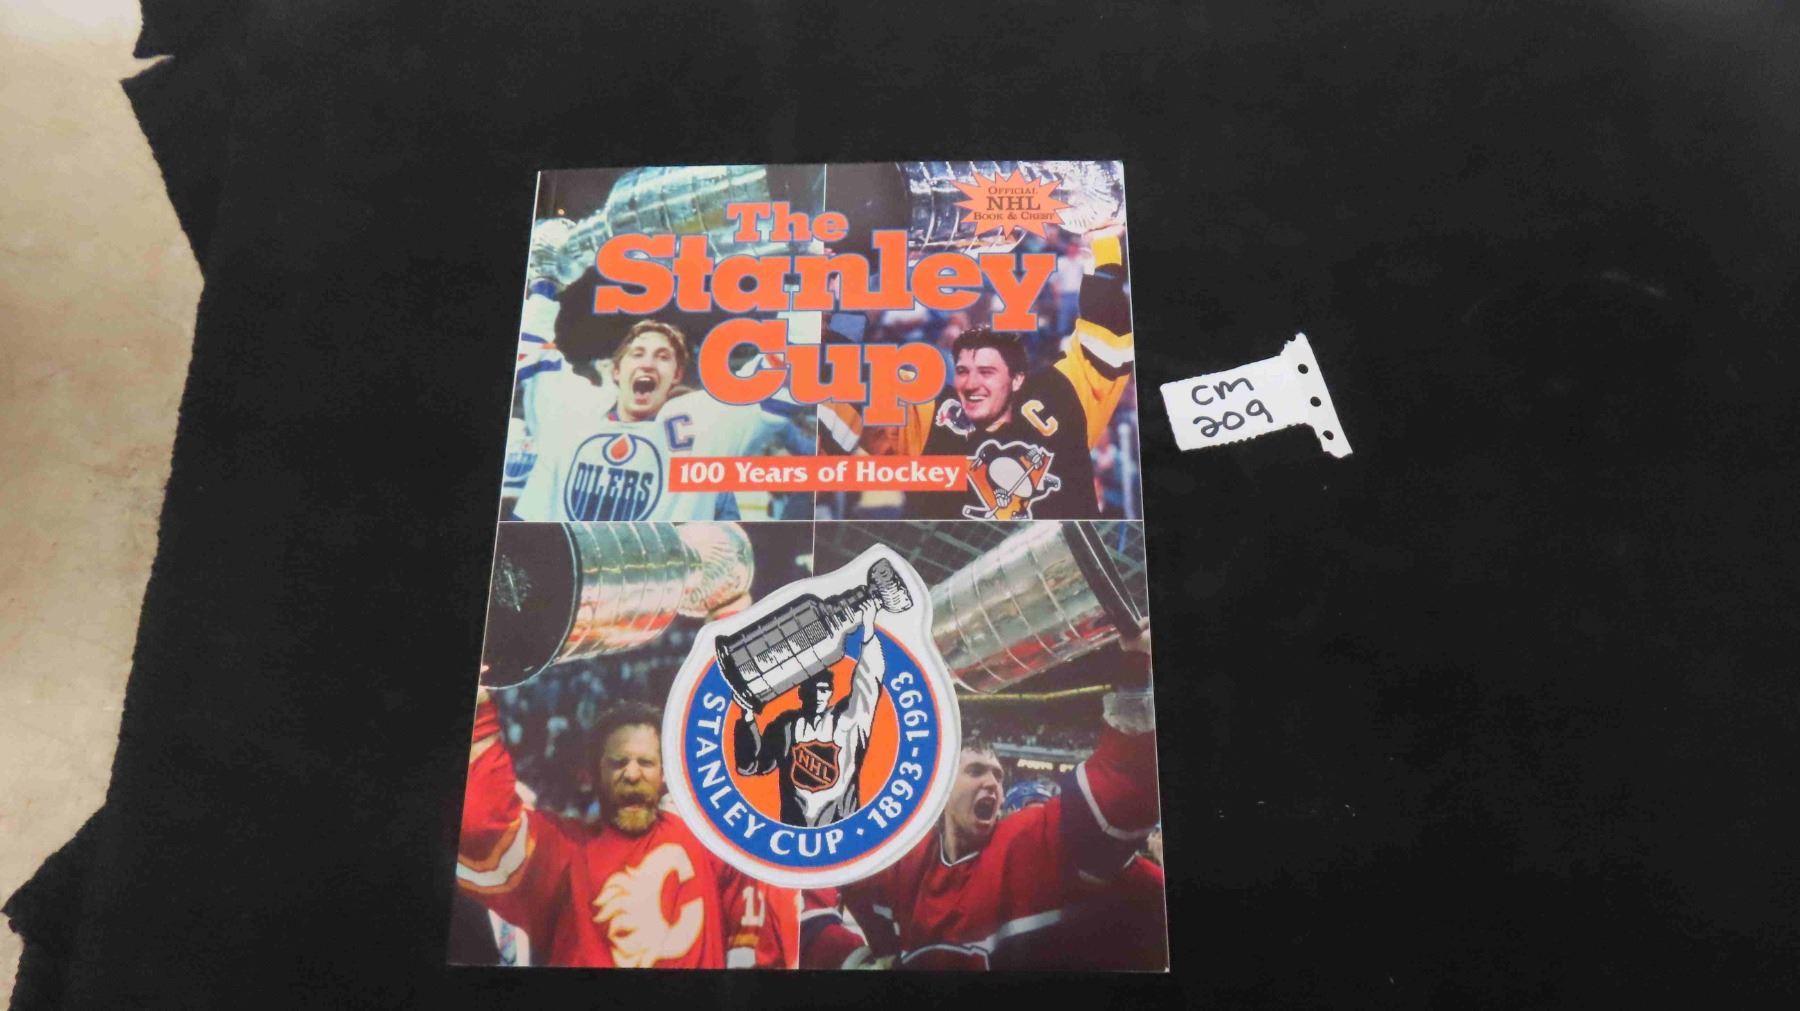 OFFICIAL
NHL
BOOK & CREST
The
Stanley
Cup
C
C
OILERS
100 Years of Hockey
CM
209
STANLEY CUP · 1893-1993
NHL
C